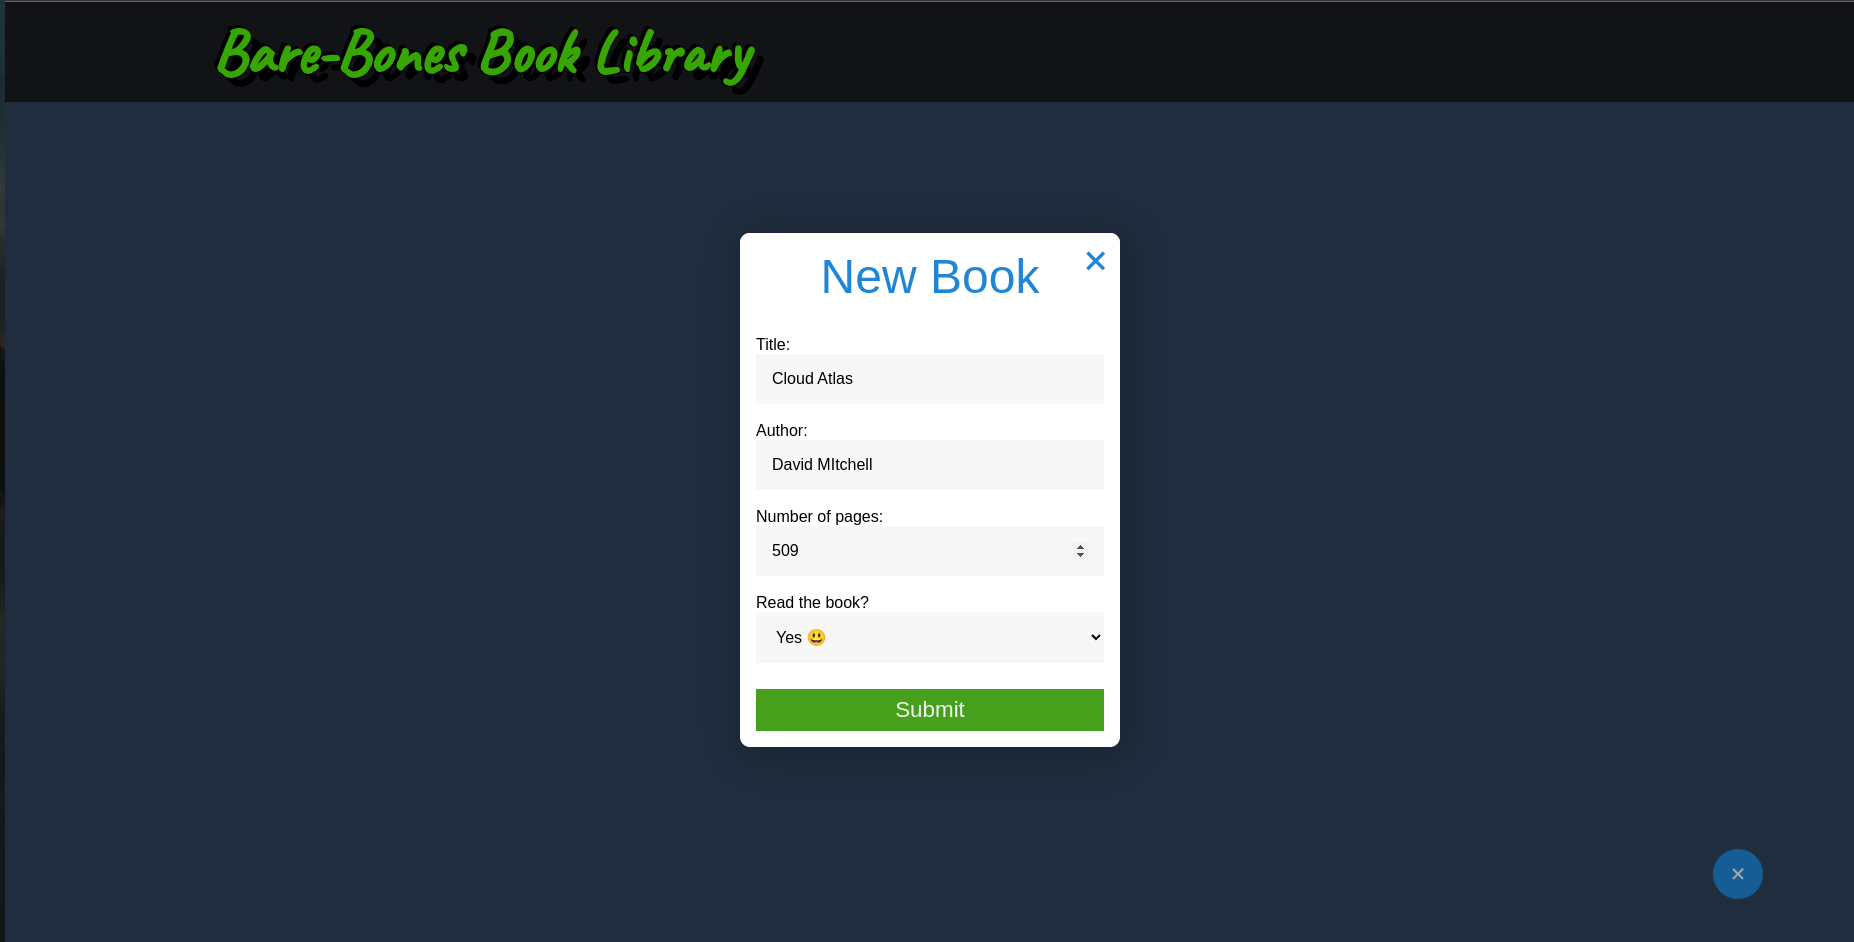 Bare-Bones Book Library
New Book
Title:
Cloud Atlas
Author:
David MItchell
Number of pages:
509
Read the book?
Yes 😃
Submit